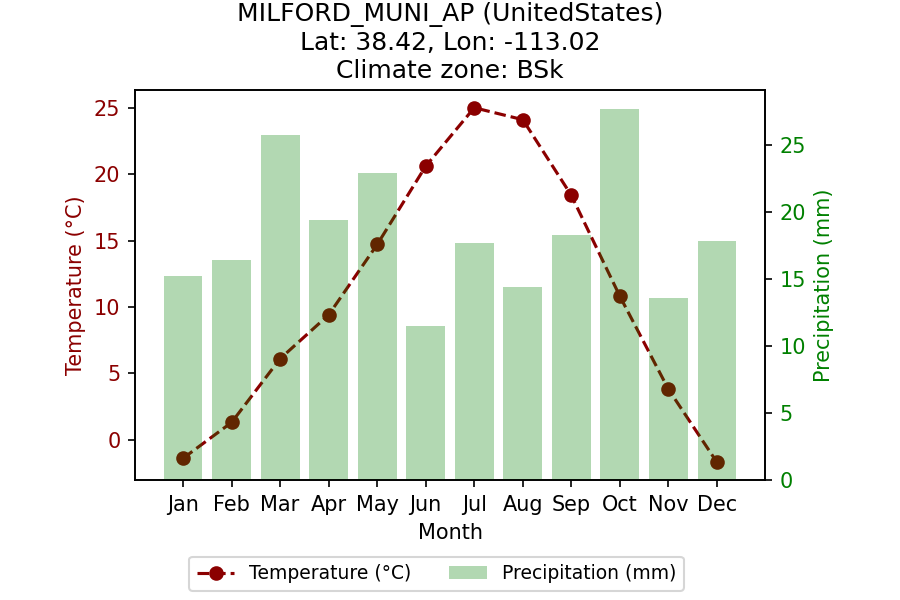 MILFORD_MUNI_AP (UnitedStates)
Lat: 38.42, Lon: -113.02
Climate zone: BSk
25
20
15
10
5
0
Temperature (°C)
25
20
15
10
5
0
Precipitation (mm)
Jan Feb Mar Apr May Jun Jul Aug Sep Oct Nov Dec
Month
Temperature (°C) Precipitation (mm)